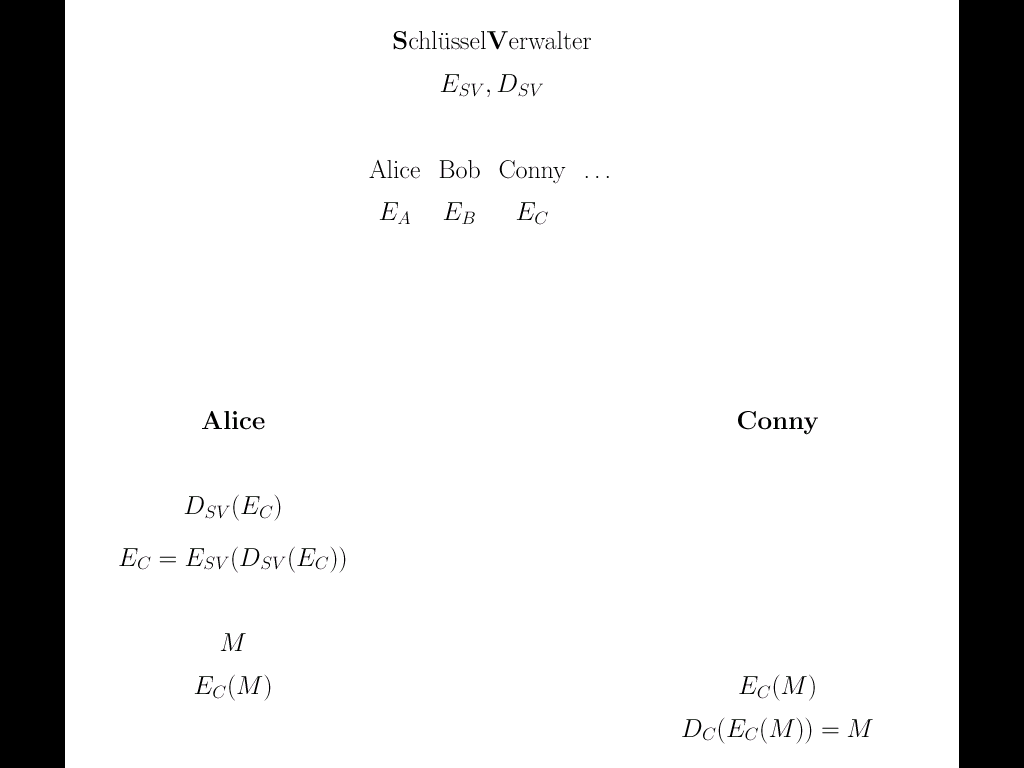 SchlüsselVerwalter
E_{SV}, D_{SV}
Alice Bob Conny …
E_A E_B E_C
Alice Conny
D_{SV}(E_C)
E_C = E_{SV}(D_{SV}(E_C))
M
E_C(M) E_C(M)
D_C(E_C(M)) = M